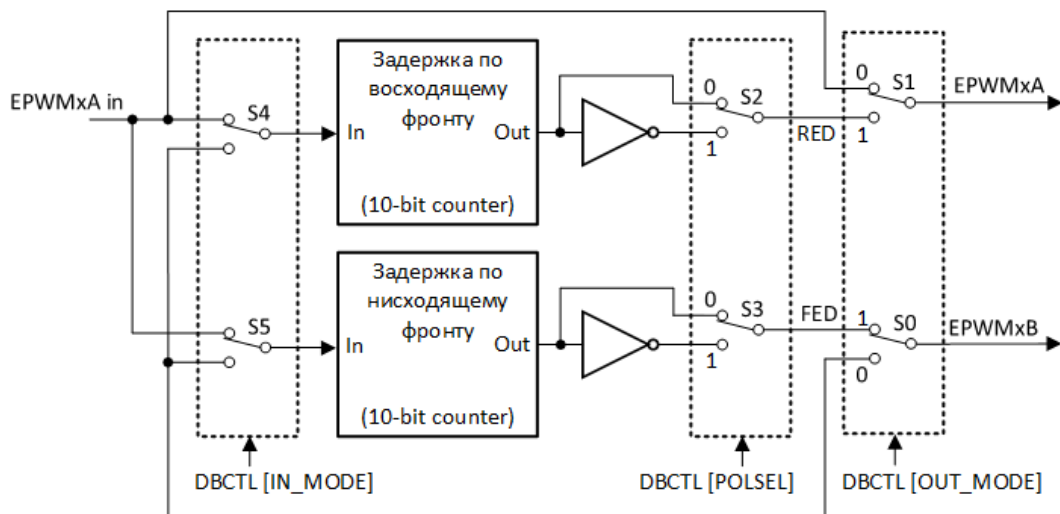 EPWMxA in
S4
Задержка по
восходящему
фронту
In
Out
(10-bit counter)
0
S2
1
RED
0
S1
1
EPWMxA
S5
Задержка по
нисходящему
фронту
In
Out
(10-bit counter)
0
S3
1
FED
1
S0
0
EPWMxB
DBCTL [IN_MODE]
DBCTL [POLSEL]
DBCTL [OUT_MODE]